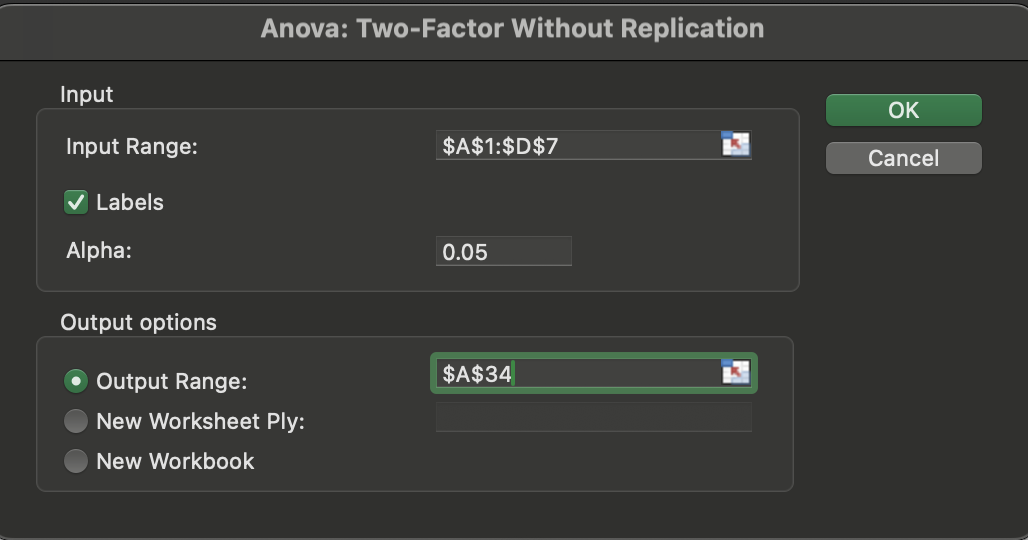 Anova: Two-Factor Without Replication
Input
Input Range: $A$1:$D$7
Labels
Alpha: 0.05
OK
Cancel
Output options
Output Range: $A$34
New Worksheet Ply:
New Workbook